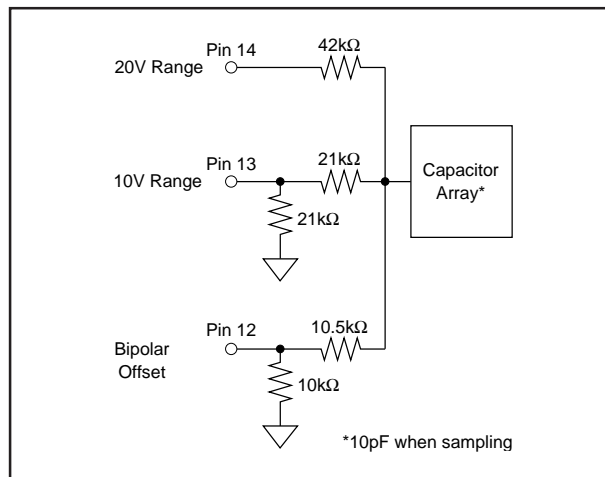 Pin 14
42kΩ
20V Range
Pin 13
21kΩ
10V Range
Capacitor
Array*
21kΩ
Pin 12
10.5kΩ
Bipolar
Offset
10kΩ
*10pF when sampling